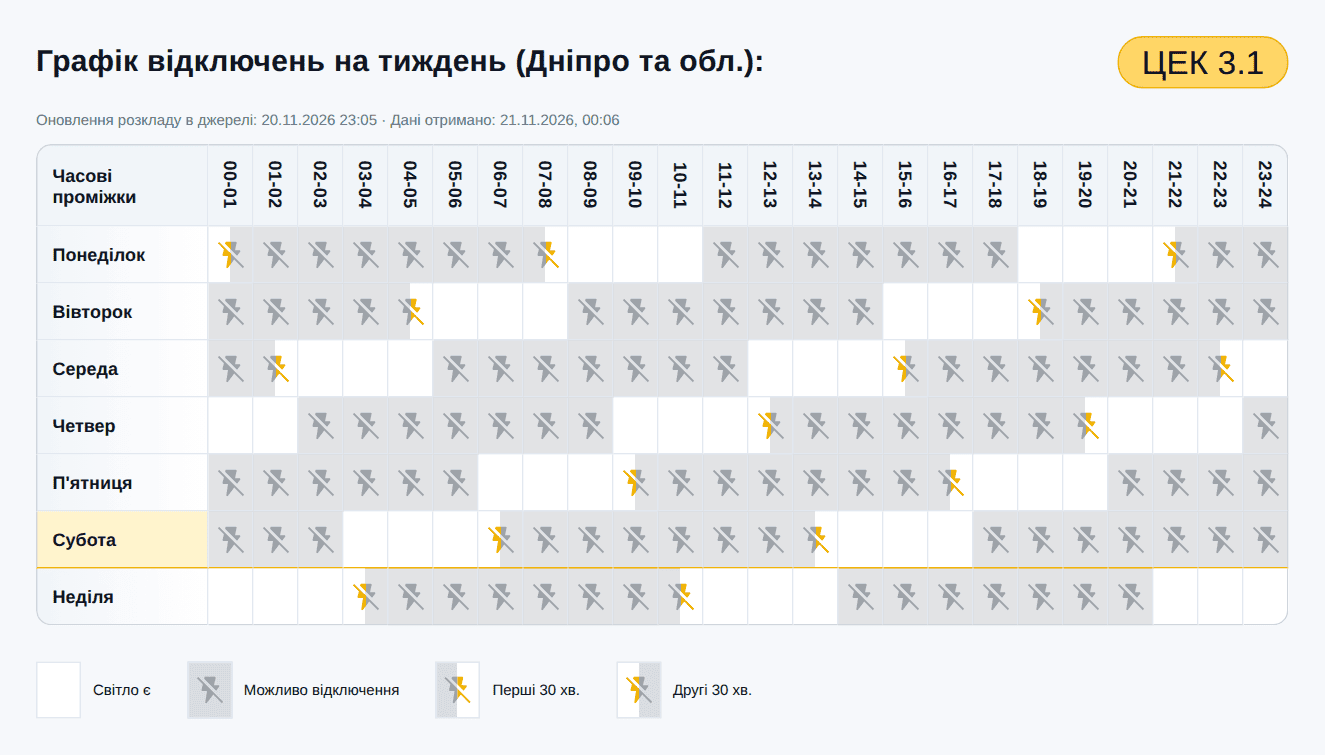 Графік відключень на тиждень (Дніпро та обл.):
ЦЕК 3.1
Оновлення розкладу в джерелі: 20.11.2026 23:05 · Дані отримано: 21.11.2026, 00:06
Часові
проміжки
00-01
01-02
02-03
03-04
04-05
05-06
06-07
07-08
08-09
09-10
10-11
11-12
12-13
13-14
14-15
15-16
16-17
17-18
18-19
19-20
20-21
21-22
22-23
23-24
Понеділок
Вівторок
Середа
Четвер
П'ятниця
Субота
Неділя
Світло є
Можливо відключення
Перші 30 хв.
Другі 30 хв.